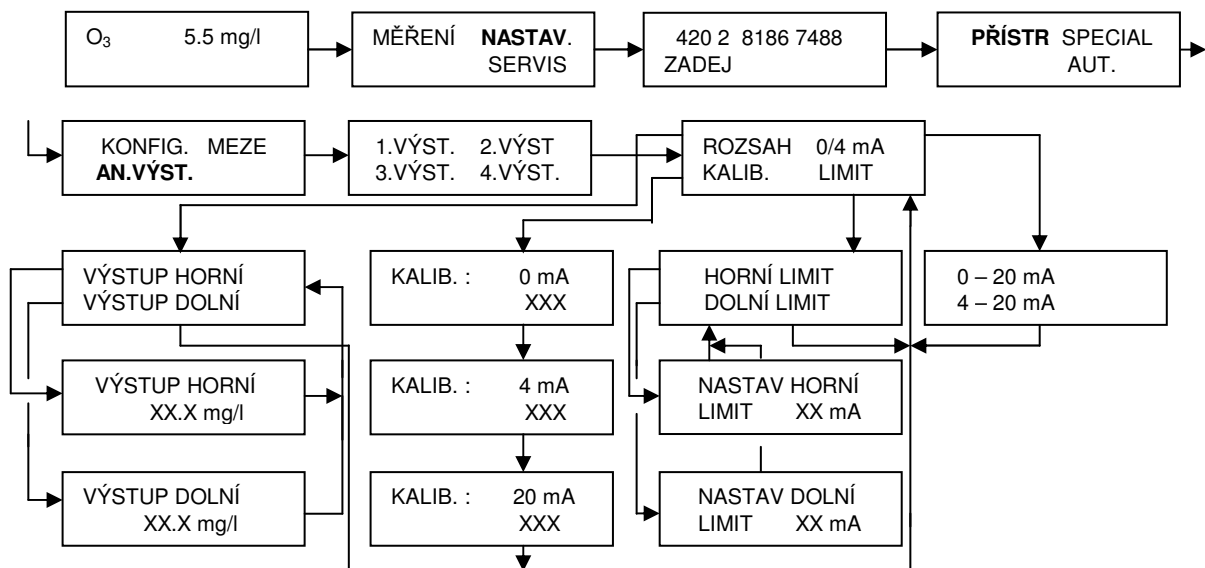 O₃ 5.5 mg/l
MĚŘENÍ NASTAV.
SERVIS
420 2 8186 7488
ZADEJ
PŘÍSTR SPECIAL
AUT.
KONFIG. MEZE
AN.VÝST.
1.VÝST. 2.VÝST
3.VÝST. 4.VÝST.
ROZSAH 0/4 mA
KALIB. LIMIT
VÝSTUP HORNÍ
VÝSTUP DOLNÍ
KALIB. : 0 mA
XXX
HORNÍ LIMIT
DOLNÍ LIMIT
0 – 20 mA
4 – 20 mA
VÝSTUP HORNÍ
XX.X mg/l
KALIB. : 4 mA
XXX
NASTAV HORNÍ
LIMIT XX mA
VÝSTUP DOLNÍ
XX.X mg/l
KALIB. : 20 mA
XXX
NASTAV DOLNÍ
LIMIT XX mA